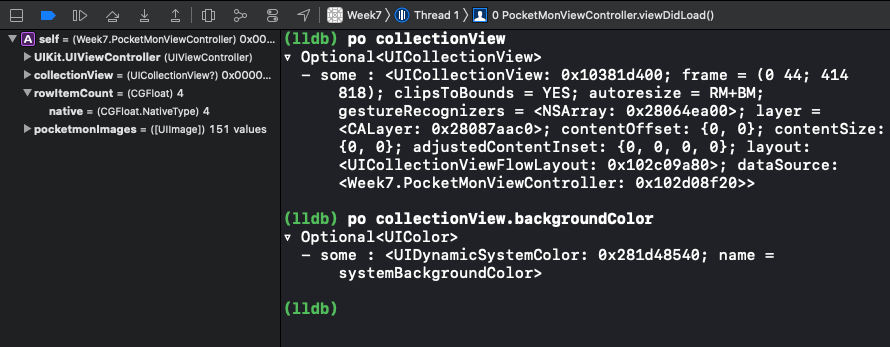 Week7 〉 Thread 1 〉 0 PocketMonViewController.viewDidLoad()
A self = (Week7.PocketMonViewController) 0x00...
UIKit.UIViewController (UIViewController)
collectionView = (UICollectionView?) 0x0000...
rowItemCount = (CGFloat) 4
native = (CGFloat.NativeType) 4
pocketmonImages = ([UIImage]) 151 values
(lldb) po collectionView
▿ Optional<UICollectionView>
- some : <UICollectionView: 0x10381d400; frame = (0 44; 414
818); clipsToBounds = YES; autoresize = RM+BM;
gestureRecognizers = <NSArray: 0x28064ea00>; layer =
<CALayer: 0x28087aac0>; contentOffset: {0, 0}; contentSize:
{0, 0}; adjustedContentInset: {0, 0, 0, 0}; layout:
<UICollectionViewFlowLayout: 0x102c09a80>; dataSource:
<Week7.PocketMonViewController: 0x102d08f20>>
(lldb) po collectionView.backgroundColor
▿ Optional<UIColor>
- some : <UIDynamicSystemColor: 0x281d48540; name =
systemBackgroundColor>
(lldb)